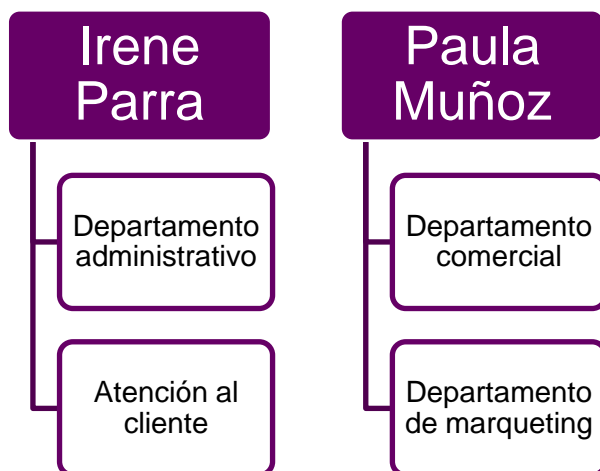 Irene
Parra
Departamento
administrativo
Atención al
cliente
Paula
Muñoz
Departamento
comercial
Departamento
de marqueting